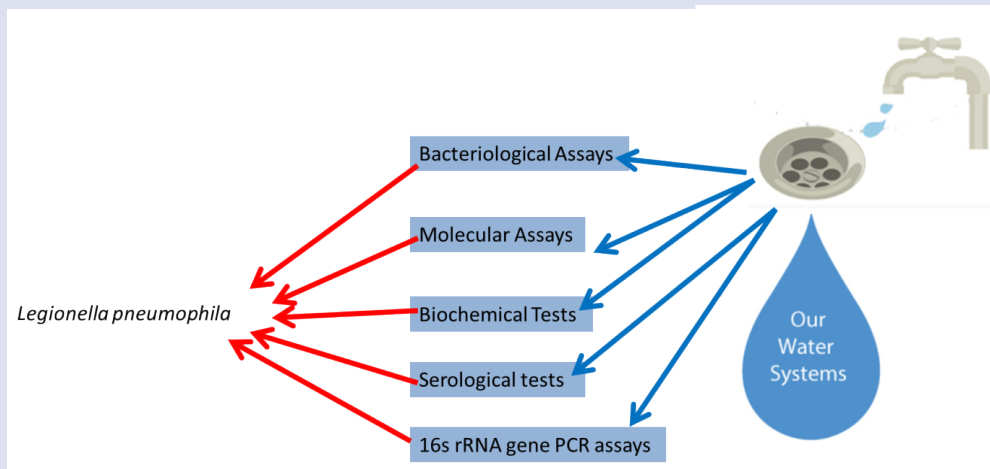 Bacteriological Assays
Molecular Assays
Legionella pneumophila
Biochemical Tests
Serological tests
16s rRNA gene PCR assays
Our
Water
Systems